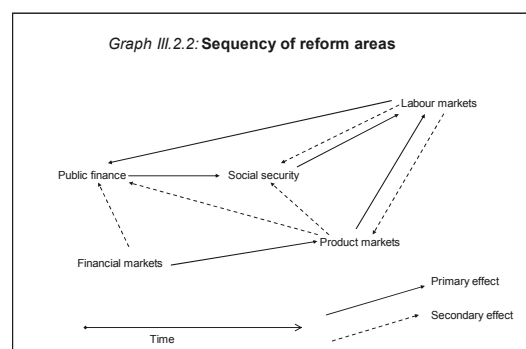 Graph III.2.2: Sequency of reform areas
Labour markets
Public finance
Social security
Product markets
Financial markets
Primary effect
Secondary effect
Time